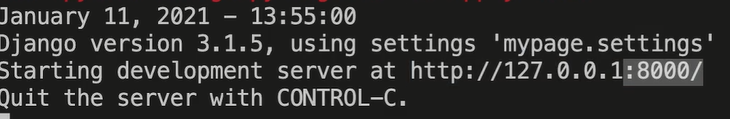 January 11, 2021 - 13:55:00
Django version 3.1.5, using settings 'mypage.settings'
Starting development server at http://127.0.0.1:8000/
Quit the server with CONTROL-C.